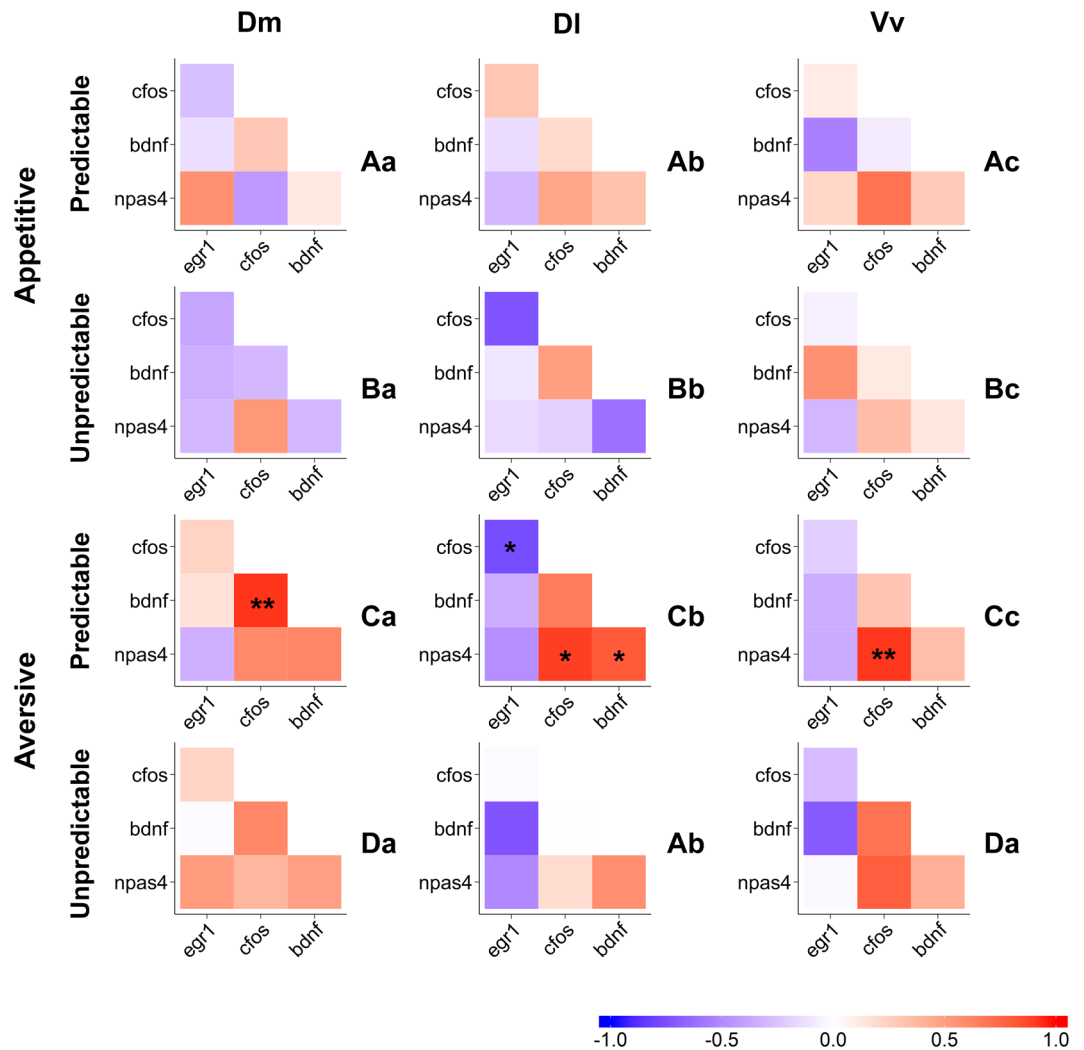 Dm Dl Vv
Appetitive
Predictable
cfos
bdnf
npas4
egr1 cfos bdnf
Aa
cfos
bdnf
npas4
egr1 cfos bdnf
Ab
cfos
bdnf
npas4
egr1 cfos bdnf
Ac
Unpredictable
cfos
bdnf
npas4
egr1 cfos bdnf
Ba
cfos
bdnf
npas4
egr1 cfos bdnf
Bb
cfos
bdnf
npas4
egr1 cfos bdnf
Bc
Aversive
Predictable
cfos
bdnf
npas4
**
egr1 cfos bdnf
Ca
cfos
bdnf
npas4
*
* *
egr1 cfos bdnf
Cb
cfos
bdnf
npas4
**
egr1 cfos bdnf
Cc
Unpredictable
cfos
bdnf
npas4
egr1 cfos bdnf
Da
cfos
bdnf
npas4
egr1 cfos bdnf
Ab
cfos
bdnf
npas4
egr1 cfos bdnf
Da
-1.0 -0.5 0.0 0.5 1.0